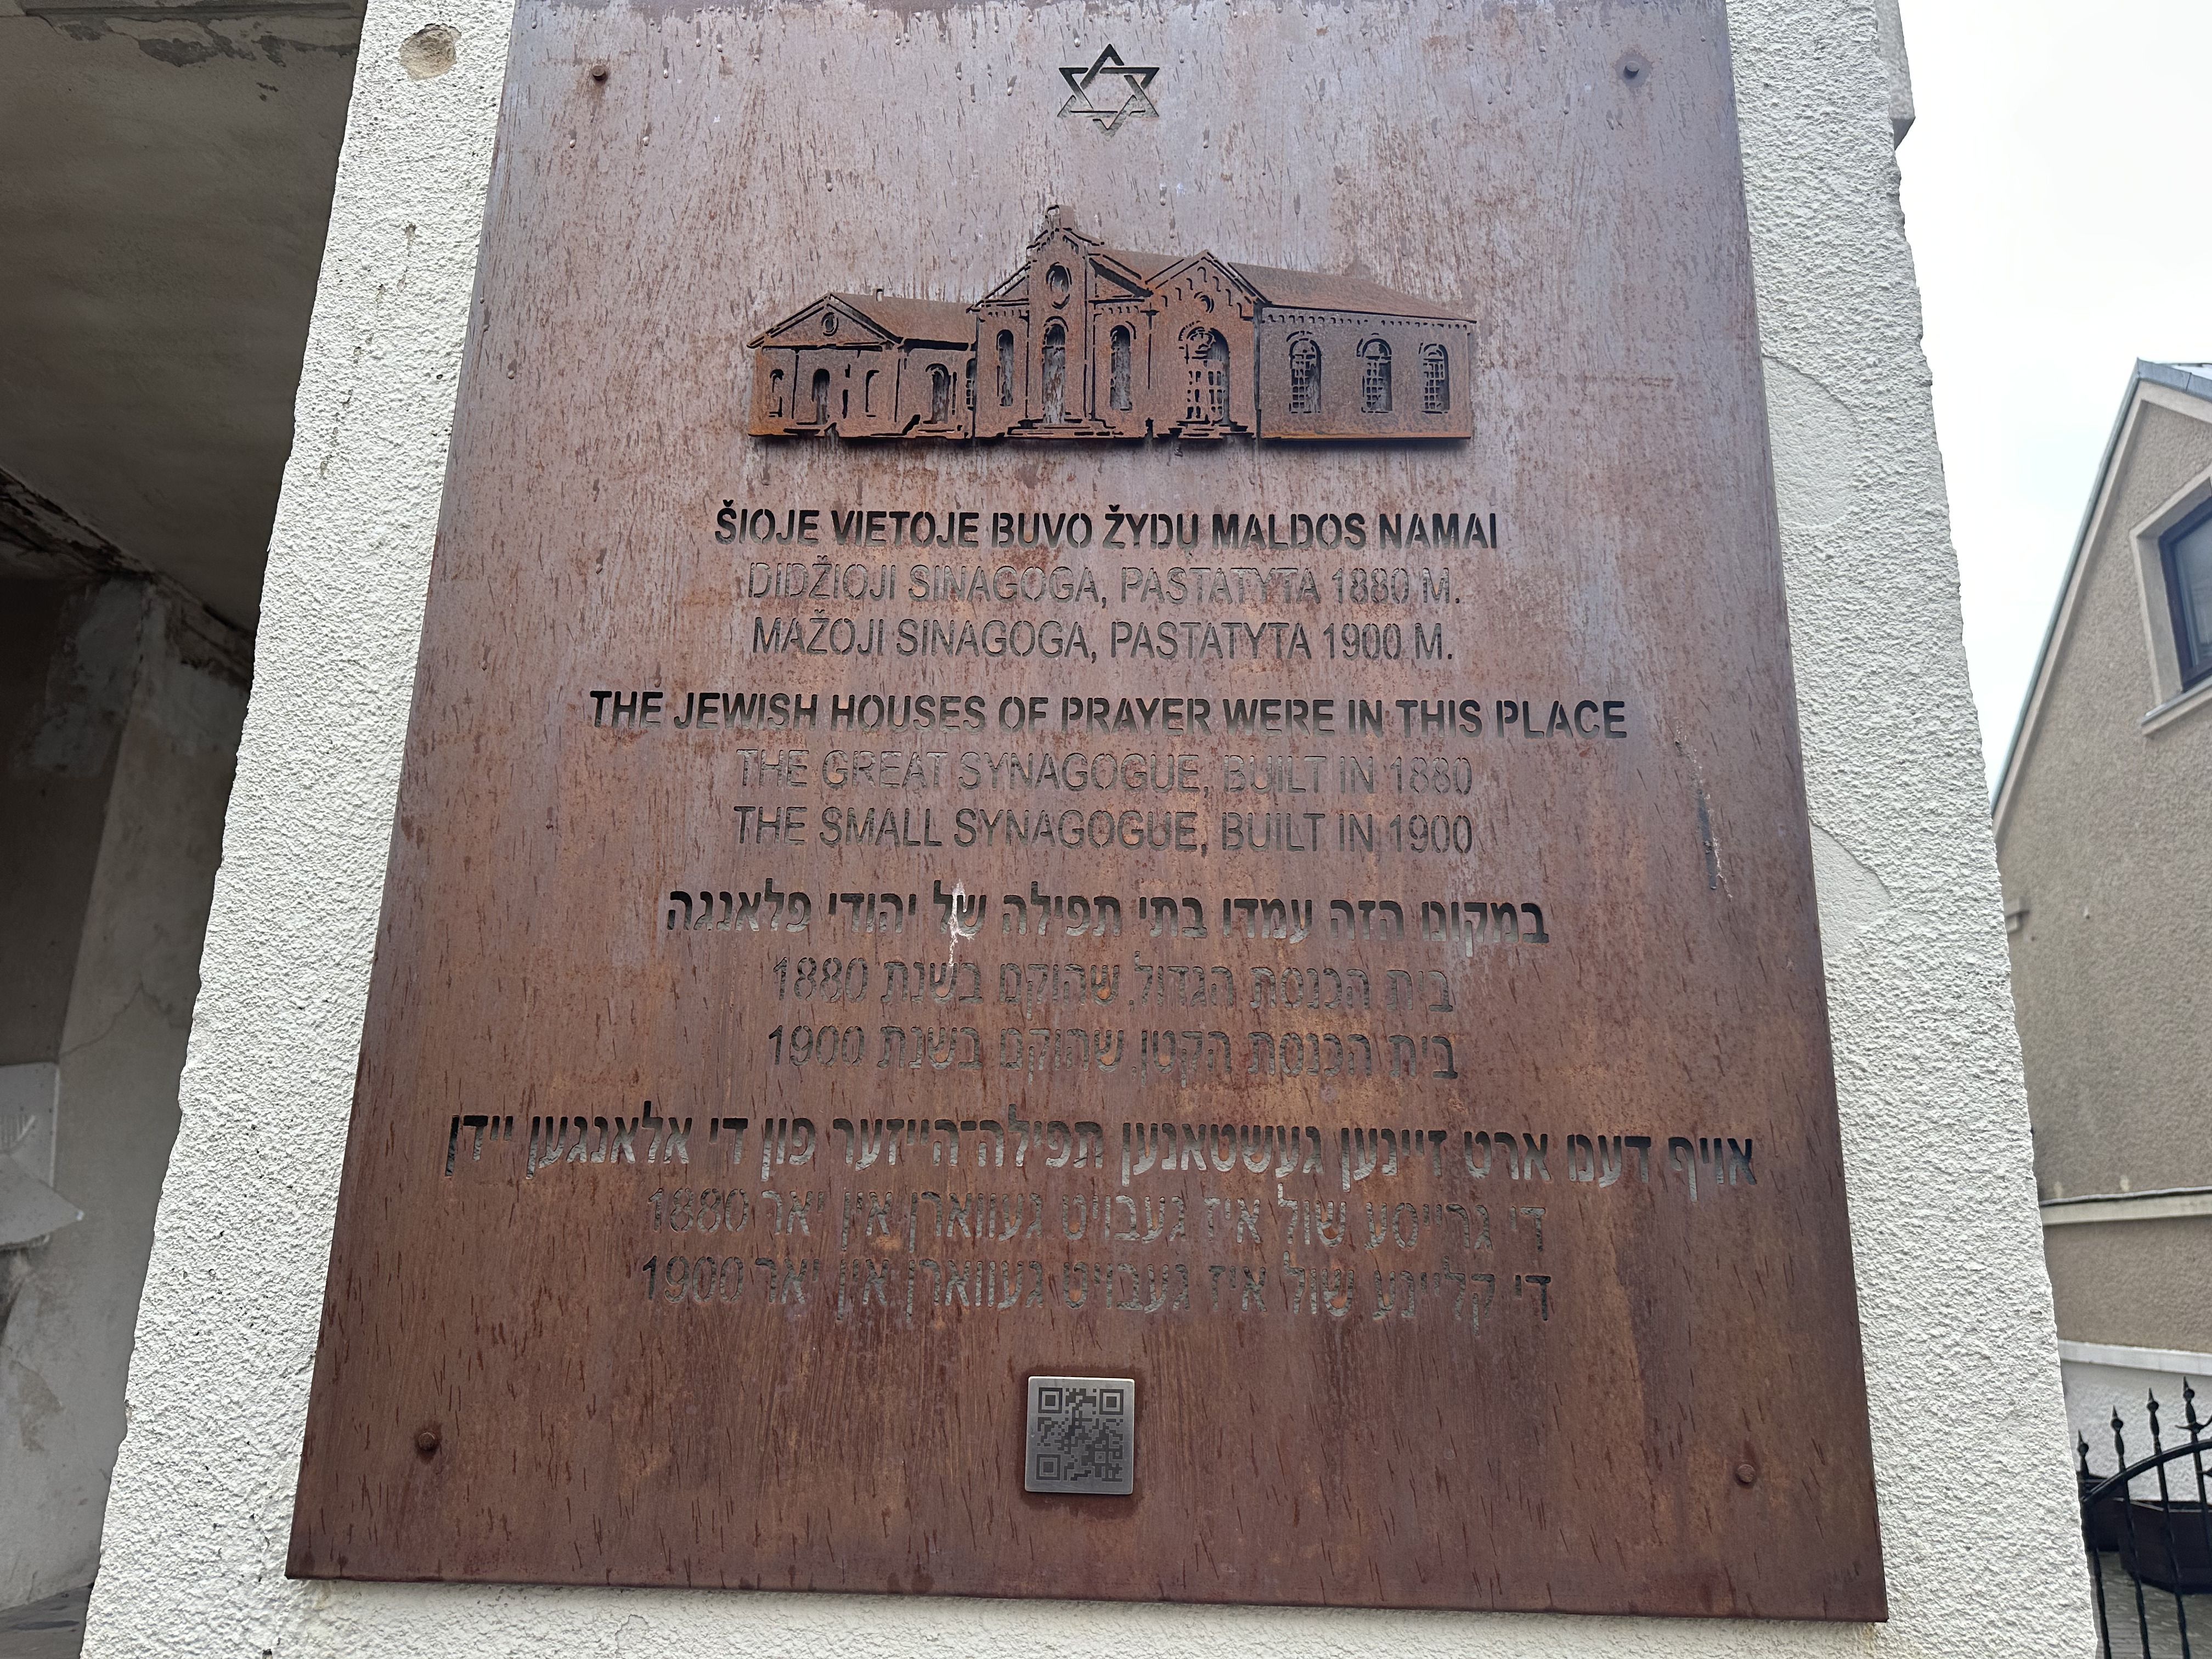 ŠIOJE VIETOJE BUVO ŽYDŲ MALDOS NAMAI
DIDŽIOJI SINAGOGA, PASTATYTA 1880 M.
MAŽOJI SINAGOGA, PASTATYTA 1900 M.
THE JEWISH HOUSES OF PRAYER WERE IN THIS PLACE
THE GREAT SYNAGOGUE, BUILT IN 1880
THE SMALL SYNAGOGUE, BUILT IN 1900
במקום הזה עמדו בתי תפילה של יהודי פלאנגה
בית הכנסת הגדול, שהוקם בשנת 1880
בית הכנסת הקטן, שהוקם בשנת 1900
אויף דעם ארט זיינען געשטאנען תפילה־הייזער פון די אלאנגען יידן
די גרייסע שול איז געבויט געווארן אין יאר 1880
די קליינע שול איז געבויט געווארן אין יאר 1900